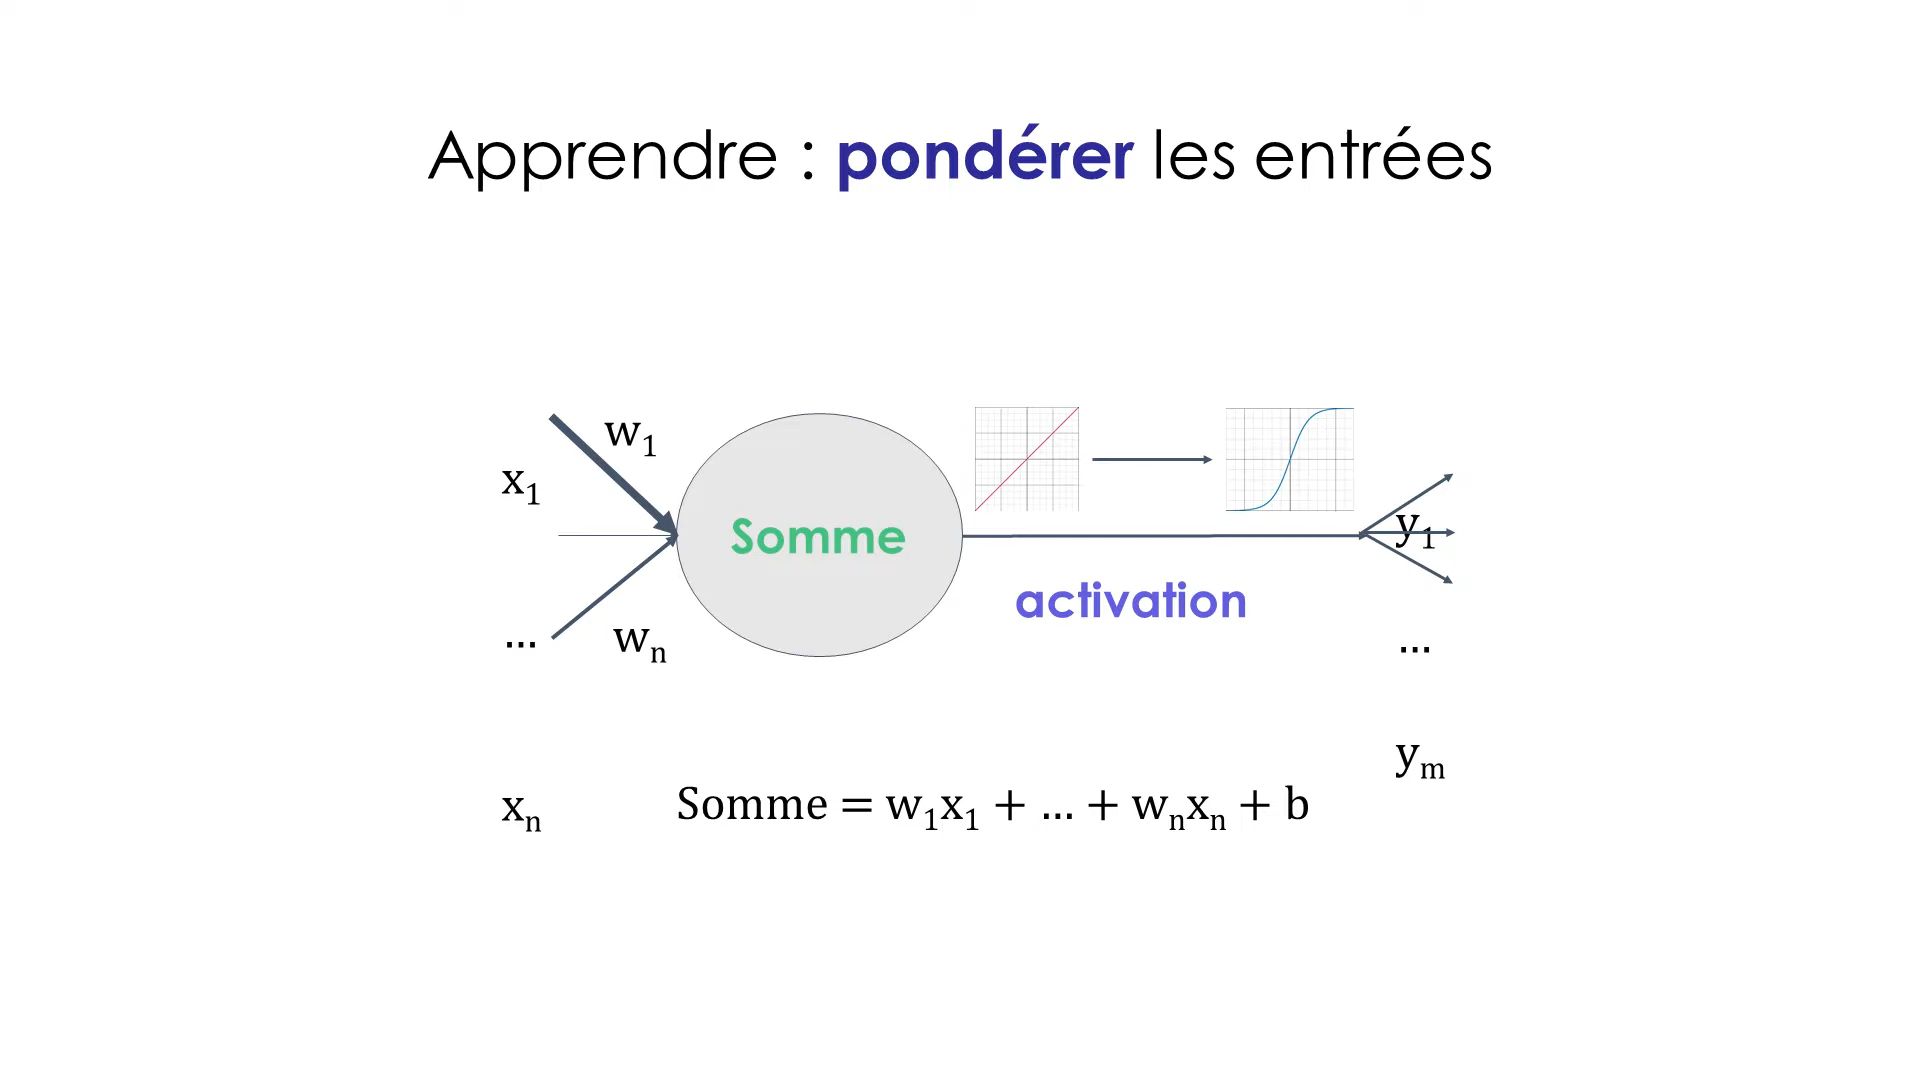 Apprendre : pondérer les entrées
w1
x1
Somme
y1
activation
...
wn
...
ym
xn
Somme = w1x1 + ... + wnxn + b